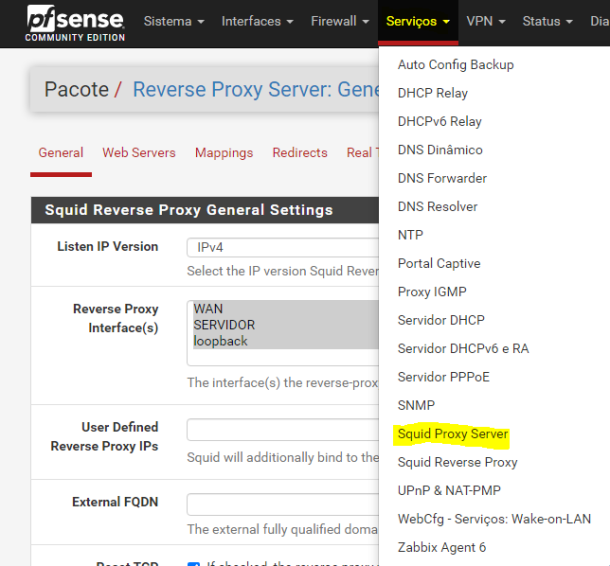 pfsense COMMUNITY EDITION
Sistema Interfaces Firewall Serviços VPN Status Dia
Pacote / Reverse Proxy Server: Gene
General Web Servers Mappings Redirects Real
Squid Reverse Proxy General Settings
Listen IP Version
IPv4
Select the IP version Squid Rever
Reverse Proxy
Interface(s)
WAN
SERVIDOR
loopback
The interface(s) the reverse-prox
User Defined
Reverse Proxy IPs
Squid will additionally bind to the
External FQDN
The external fully qualified doma
Reset TCP
If checked, the reverse proxy
Auto Config Backup
DHCP Relay
DHCPv6 Relay
DNS Dinâmico
DNS Forwarder
DNS Resolver
NTP
Portal Captive
Proxy IGMP
Servidor DHCP
Servidor DHCPv6 e RA
Servidor PPPoE
SNMP
Squid Proxy Server
Squid Reverse Proxy
UPnP & NAT-PMP
WebCfg - Serviços: Wake-on-LAN
Zabbix Agent 6